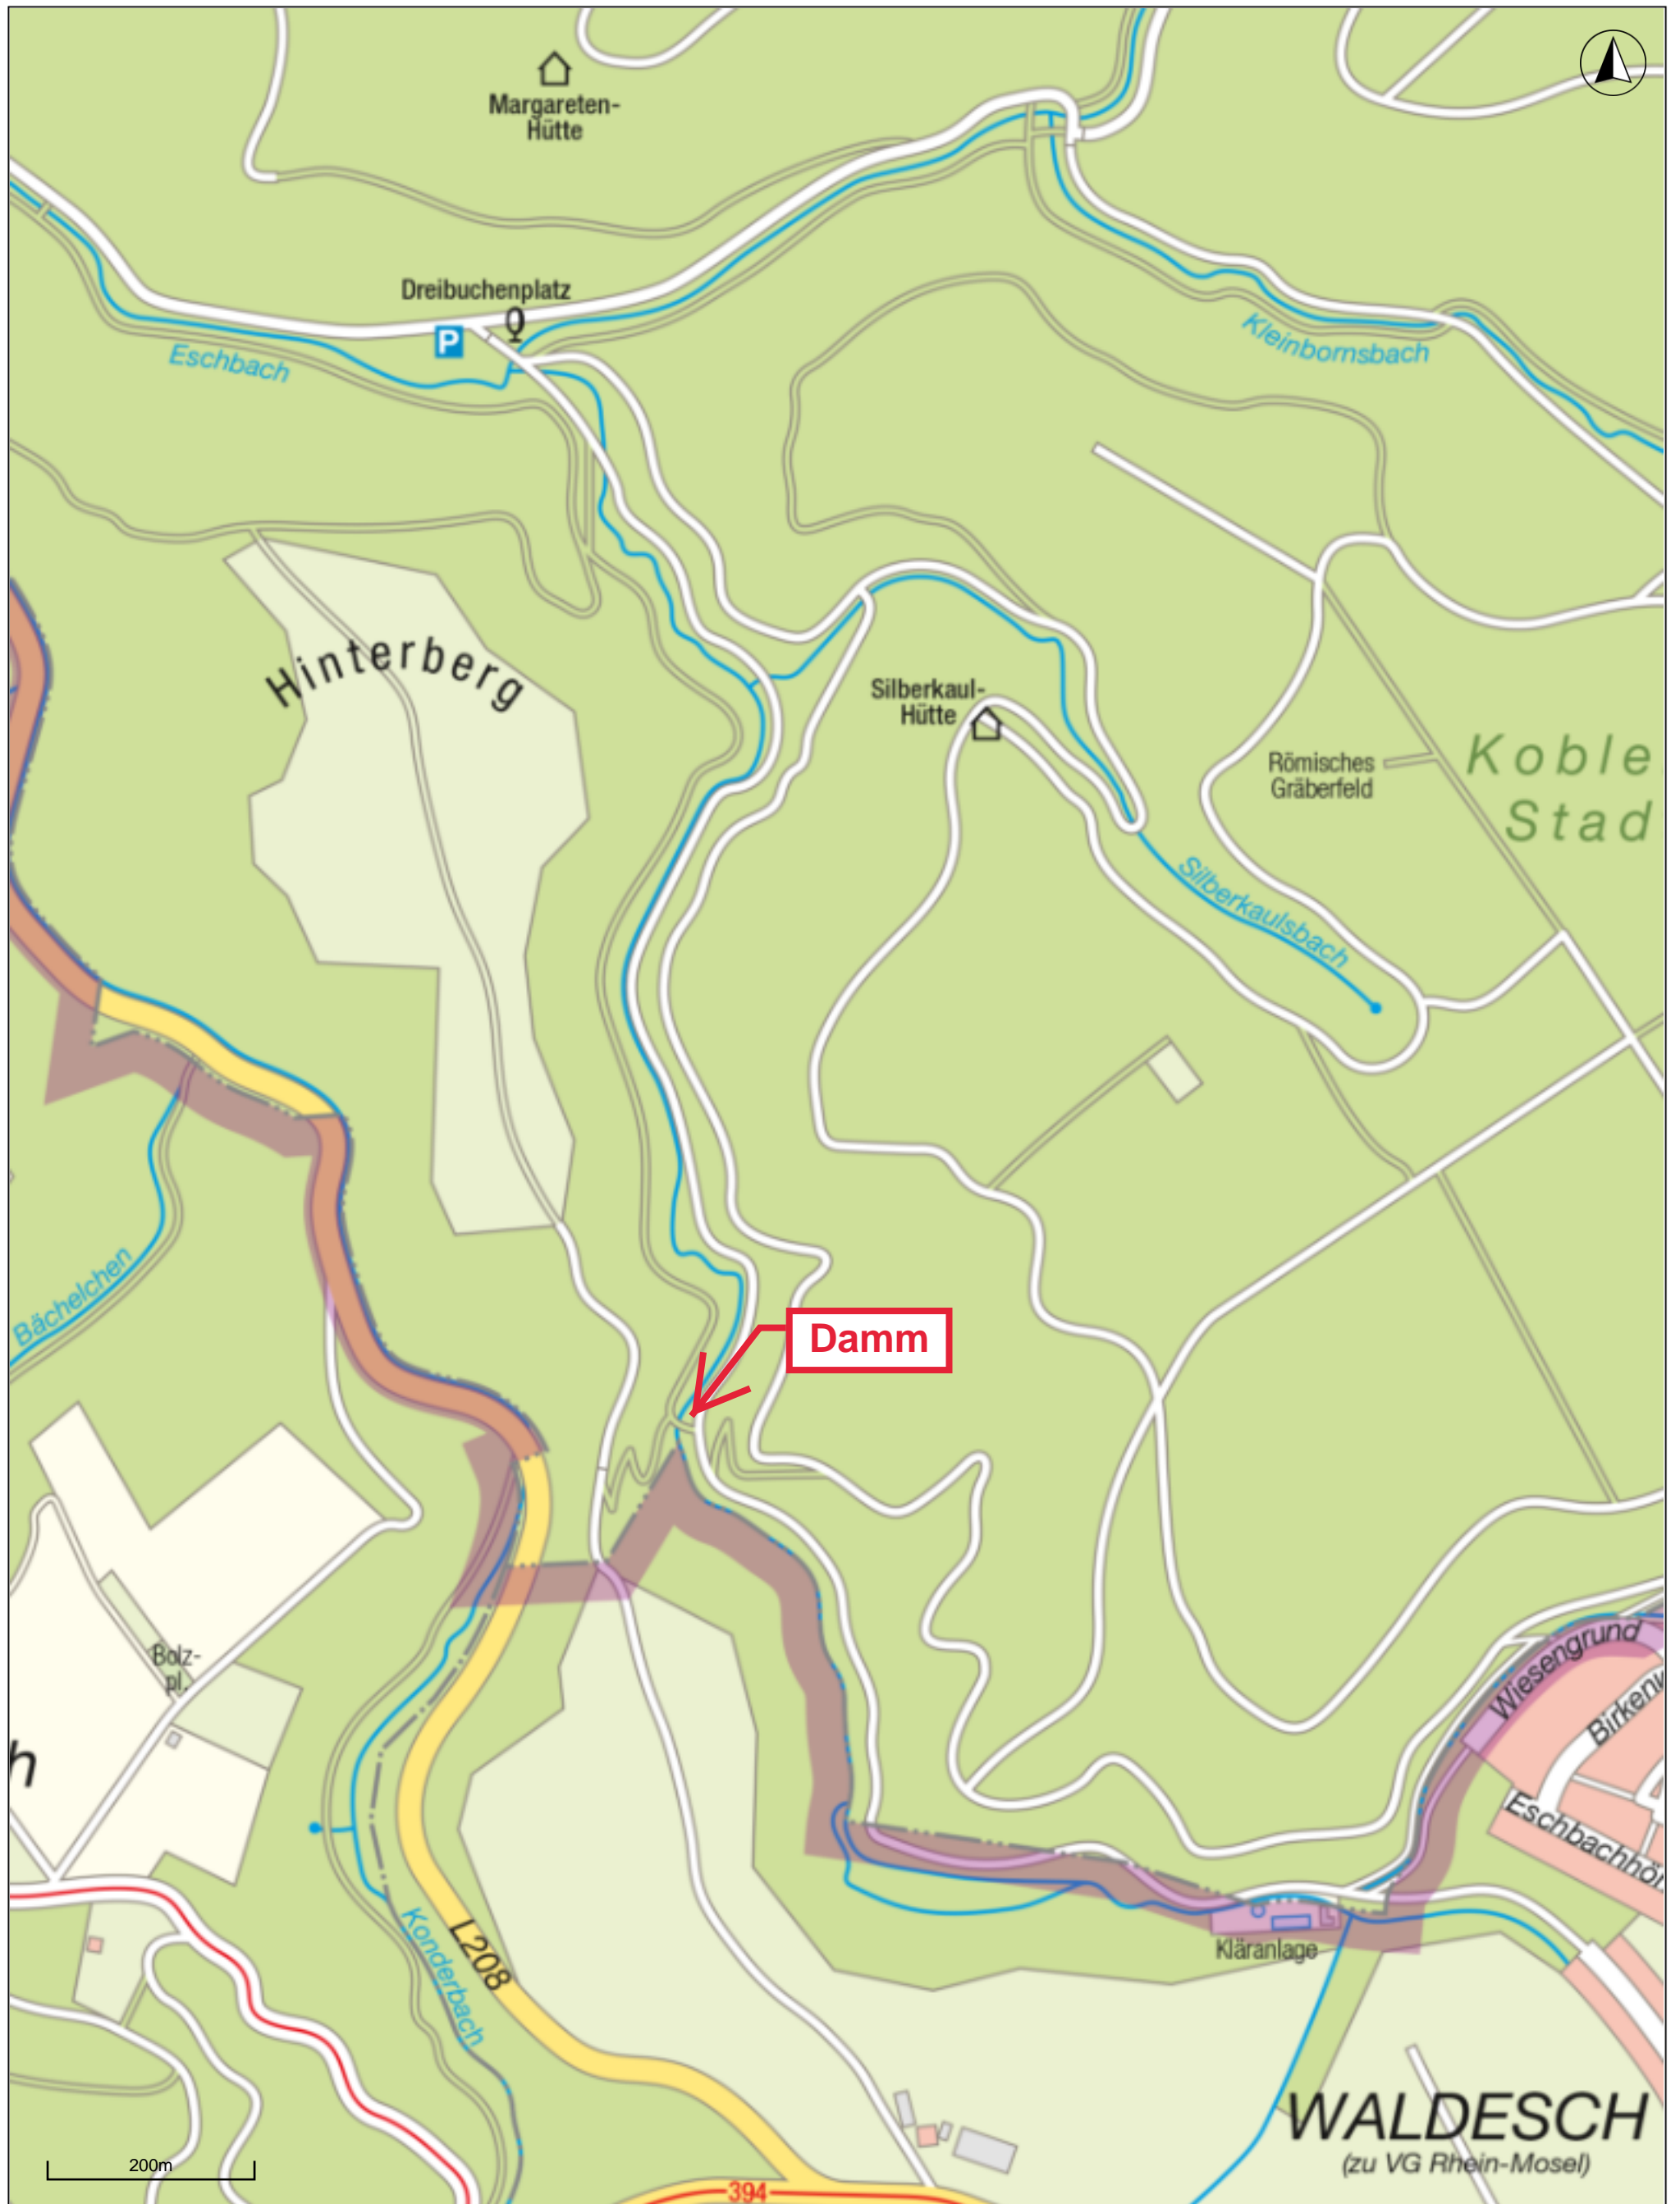 Margareten-
Hütte
Dreibuchenplatz
P
Eschbach
Kleinbornsbach
Hinterberg
Silberkaul-
Hütte
Römisches
Gräberfeld
Koble
Stad
Silberkaulsbach
Bächelchen
Damm
Bolz-
pl.
h
Wiesengrund
Birkenw
Eschbachhö
Kläranlage
L208
Konderbach
WALDESCH
(zu VG Rhein-Mosel)
200m
394